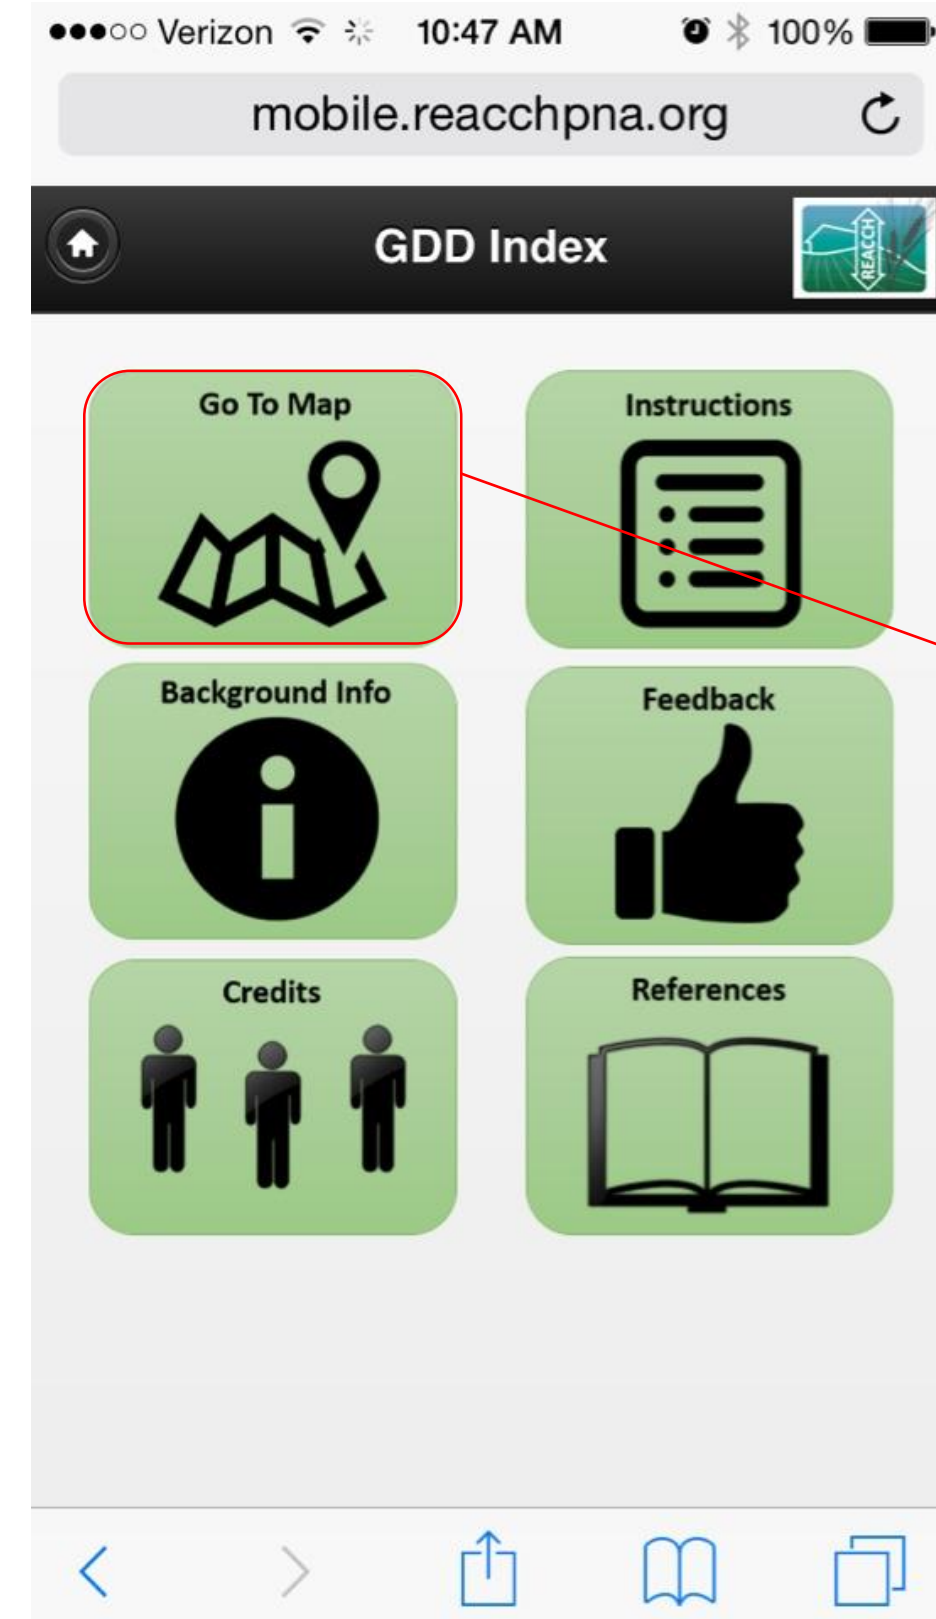 Verizon 10:47 AM 100%
mobile.reacchpna.org
GDD Index
REACCH
Go To Map
Instructions
Background Info
Feedback
Credits
References